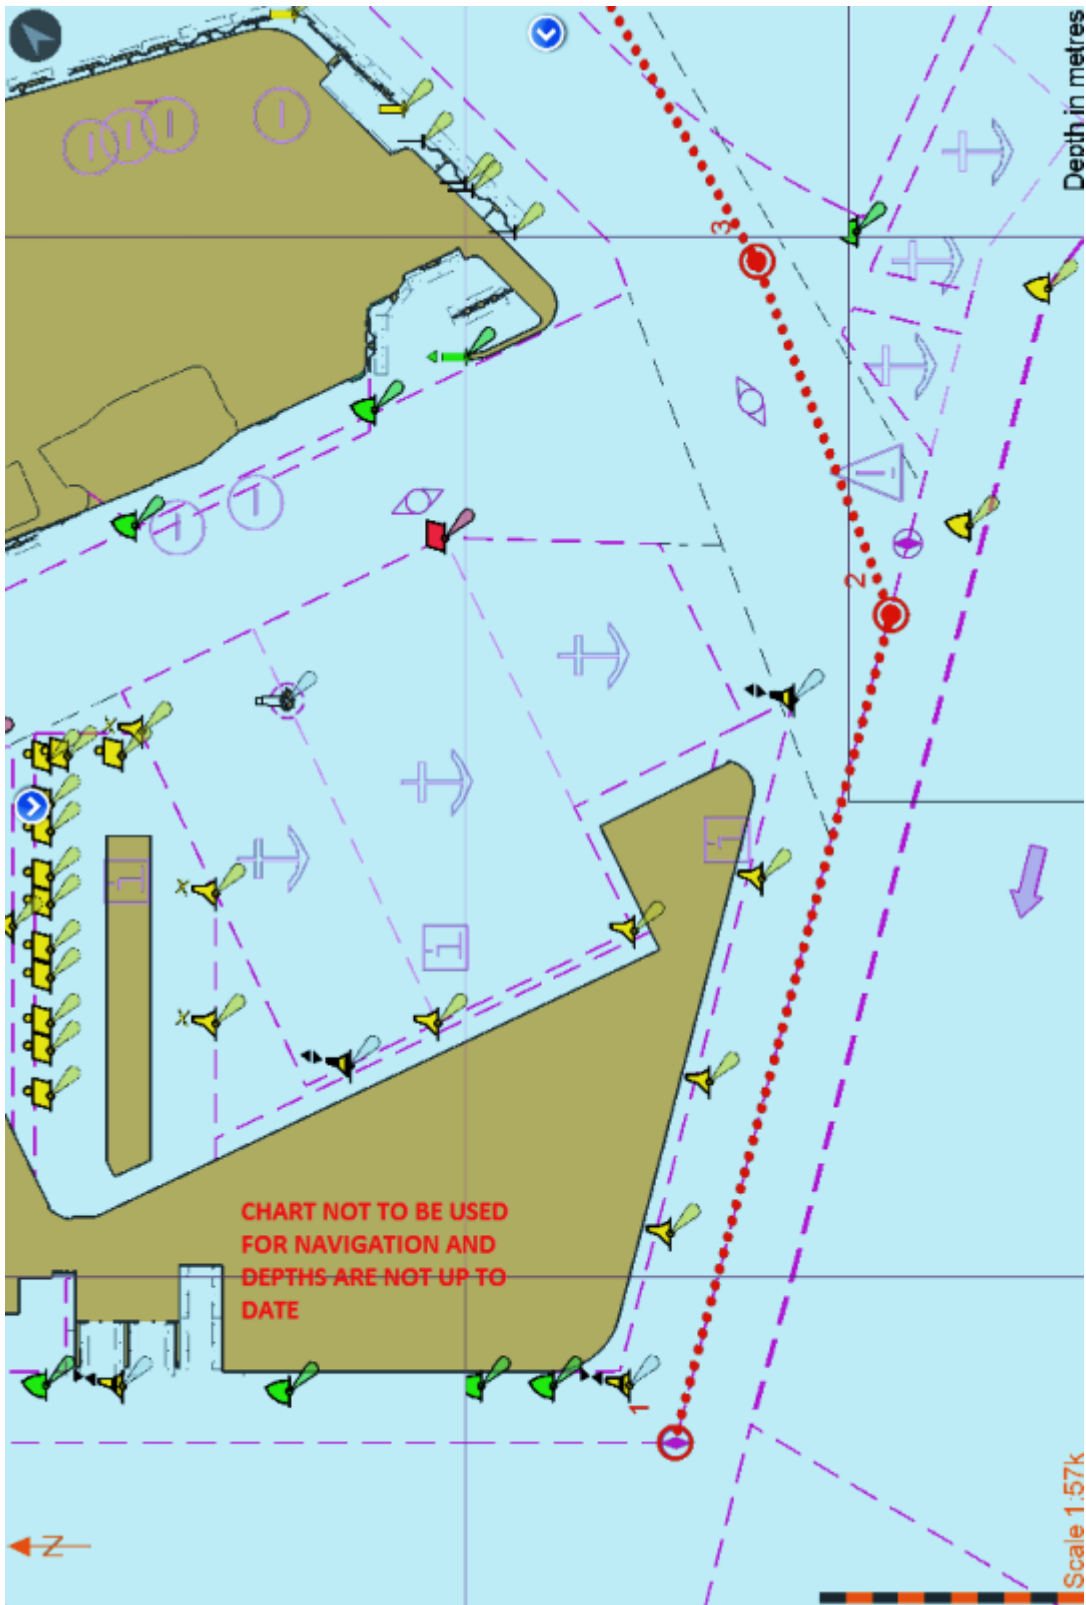 Depth in metres
3
2
CHART NOT TO BE USED
FOR NAVIGATION AND
DEPTHS ARE NOT UP TO
DATE
1
N
Scale 1:57k